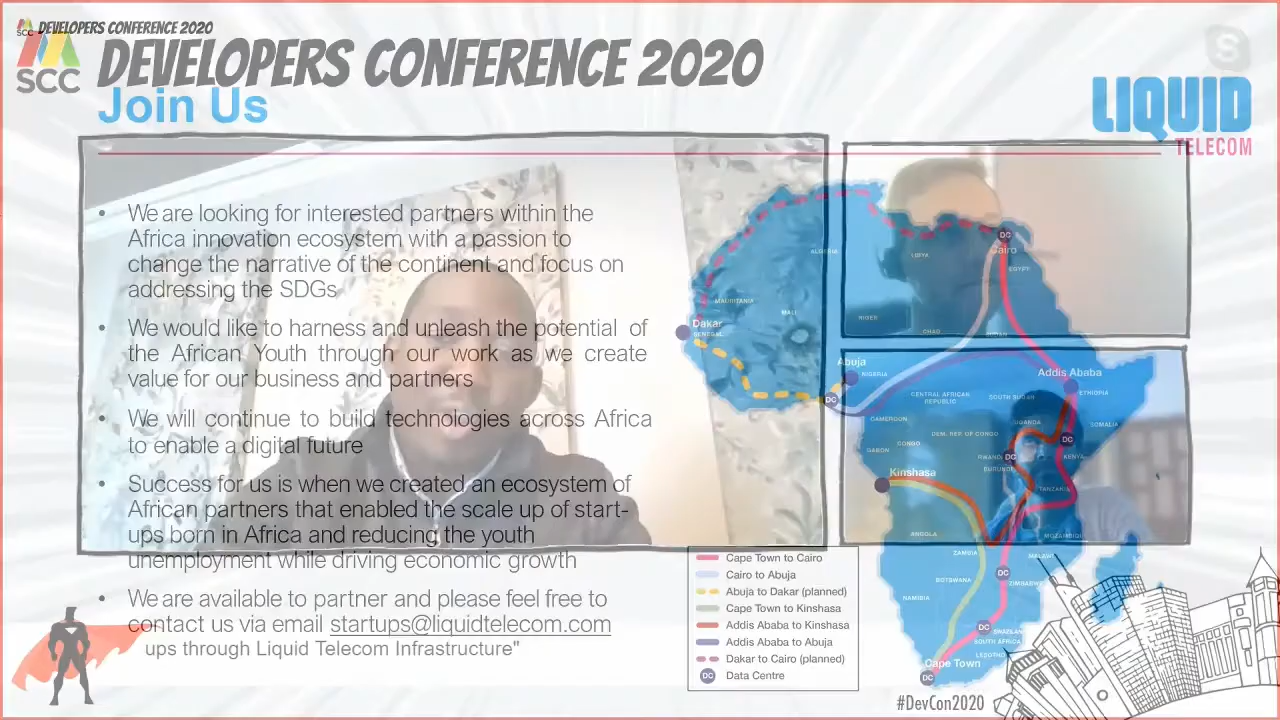 SCC DEVELOPERS CONFERENCE 2020
SCC
DEVELOPERS CONFERENCE 2020
Join Us
LIQUID
TELECOM
• We are looking for interested partners within the
Africa innovation ecosystem with a passion to
change the narrative of the continent and focus on
addressing the SDGs
• We would like to harness and unleash the potential of
the African Youth through our work as we create
value for our business and partners
• We will continue to build technologies across Africa
to enable a digital future
• Success for us is when we created an ecosystem of
African partners that enabled the scale up of start-
ups born in Africa and reducing the youth
unemployment while driving economic growth
• We are available to partner and please feel free to
contact us via email startups@liquidtelecom.com
ups through Liquid Telecom Infrastructure"
DC
Cairo
ALGERIA
LIBYA
EGYPT
MAURITANIA
MALI
NIGER
CHAD
SUDAN
Dakar
SENEGAL
Abuja
NIGERIA
DC
Addis Ababa
ETHIOPIA
CENTRAL AFRICAN
REPUBLIC
SOUTH SUDAN
CAMEROON
UGANDA
SOMALIA
DEM. REP. OF CONGO
CONGO
DC
GABON
RWANDA
DC
KENYA
BURUNDI
Kinshasa
TANZANIA
ANGOLA
MOZAMBIQUE
ZAMBIA
MALAWI
DC
BOTSWANA
ZIMBABWE
NAMIBIA
DC
SOUTH AFRICA
LESOTHO
Cape Town
DC
Cape Town to Cairo
Cairo to Abuja
Abuja to Dakar (planned)
Cape Town to Kinshasa
Addis Ababa to Kinshasa
Addis Ababa to Abuja
Dakar to Cairo (planned)
DC Data Centre
#DevCon2020